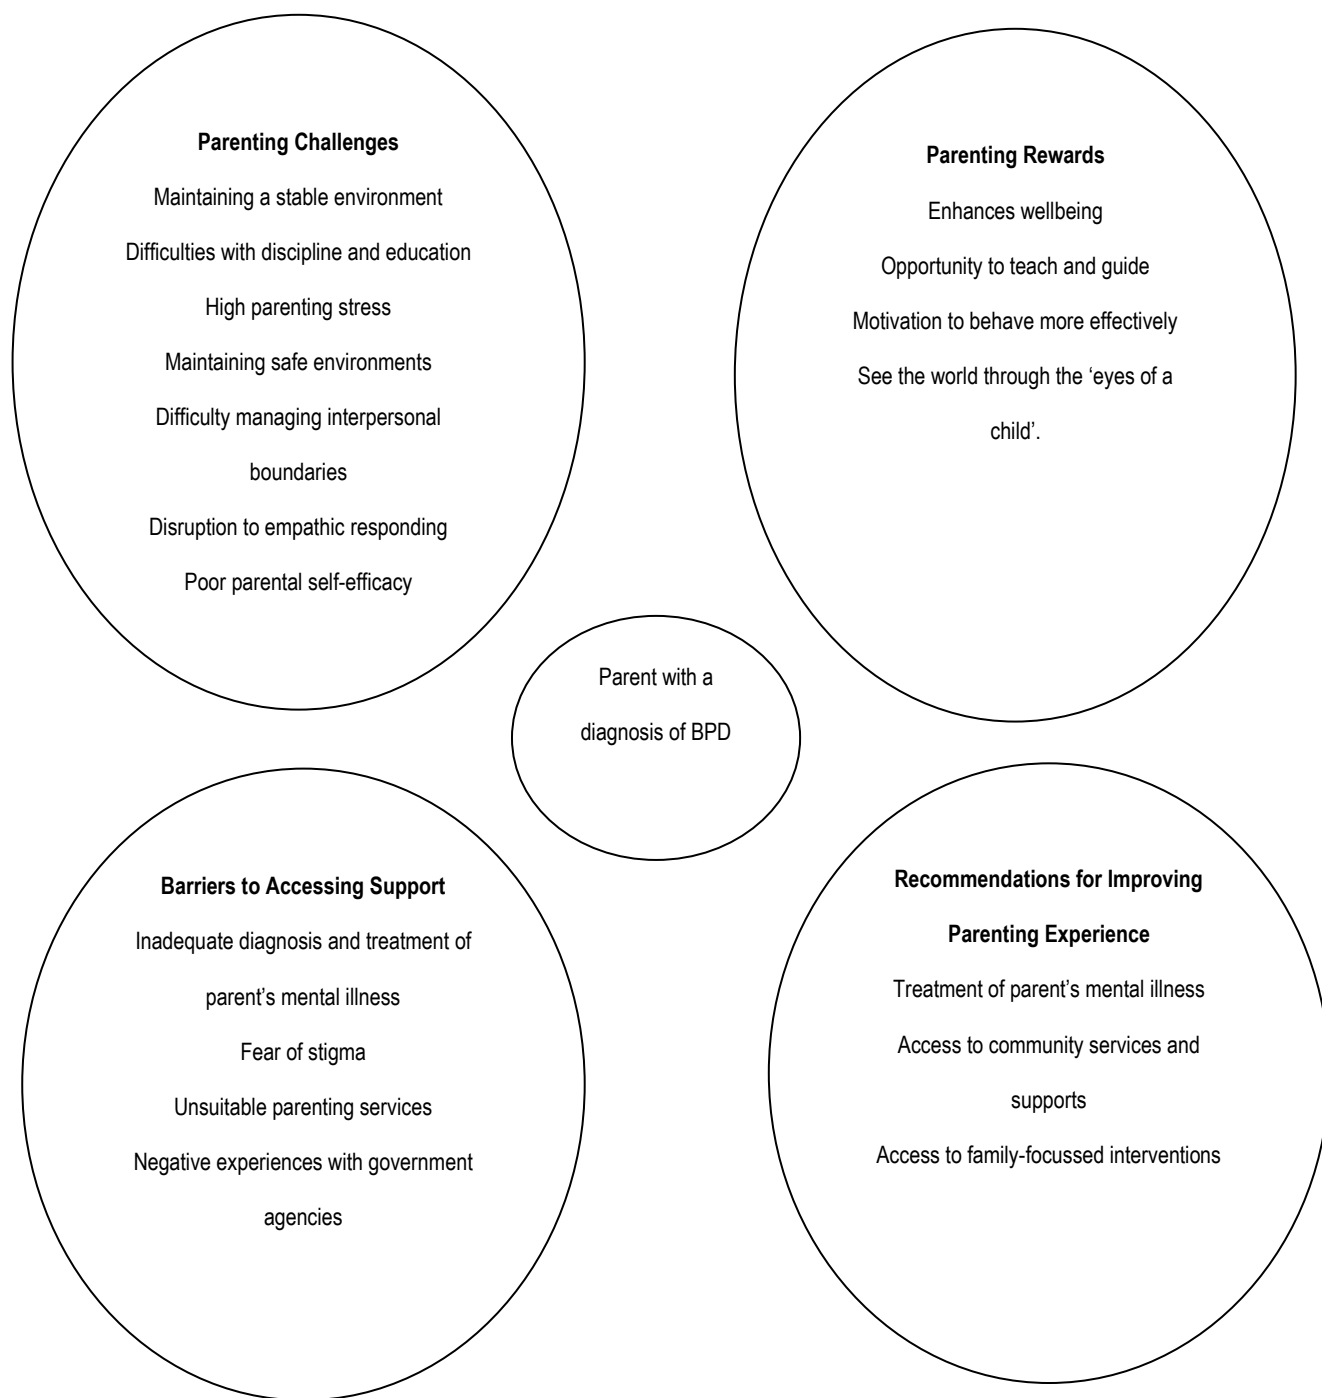 Parenting Challenges
Maintaining a stable environment
Difficulties with discipline and education
High parenting stress
Maintaining safe environments
Difficulty managing interpersonal
boundaries
Disruption to empathic responding
Poor parental self-efficacy
Parenting Rewards
Enhances wellbeing
Opportunity to teach and guide
Motivation to behave more effectively
See the world through the ‘eyes of a
child’.
Parent with a
diagnosis of BPD
Barriers to Accessing Support
Inadequate diagnosis and treatment of
parent’s mental illness
Fear of stigma
Unsuitable parenting services
Negative experiences with government
agencies
Recommendations for Improving
Parenting Experience
Treatment of parent’s mental illness
Access to community services and
supports
Access to family-focussed interventions